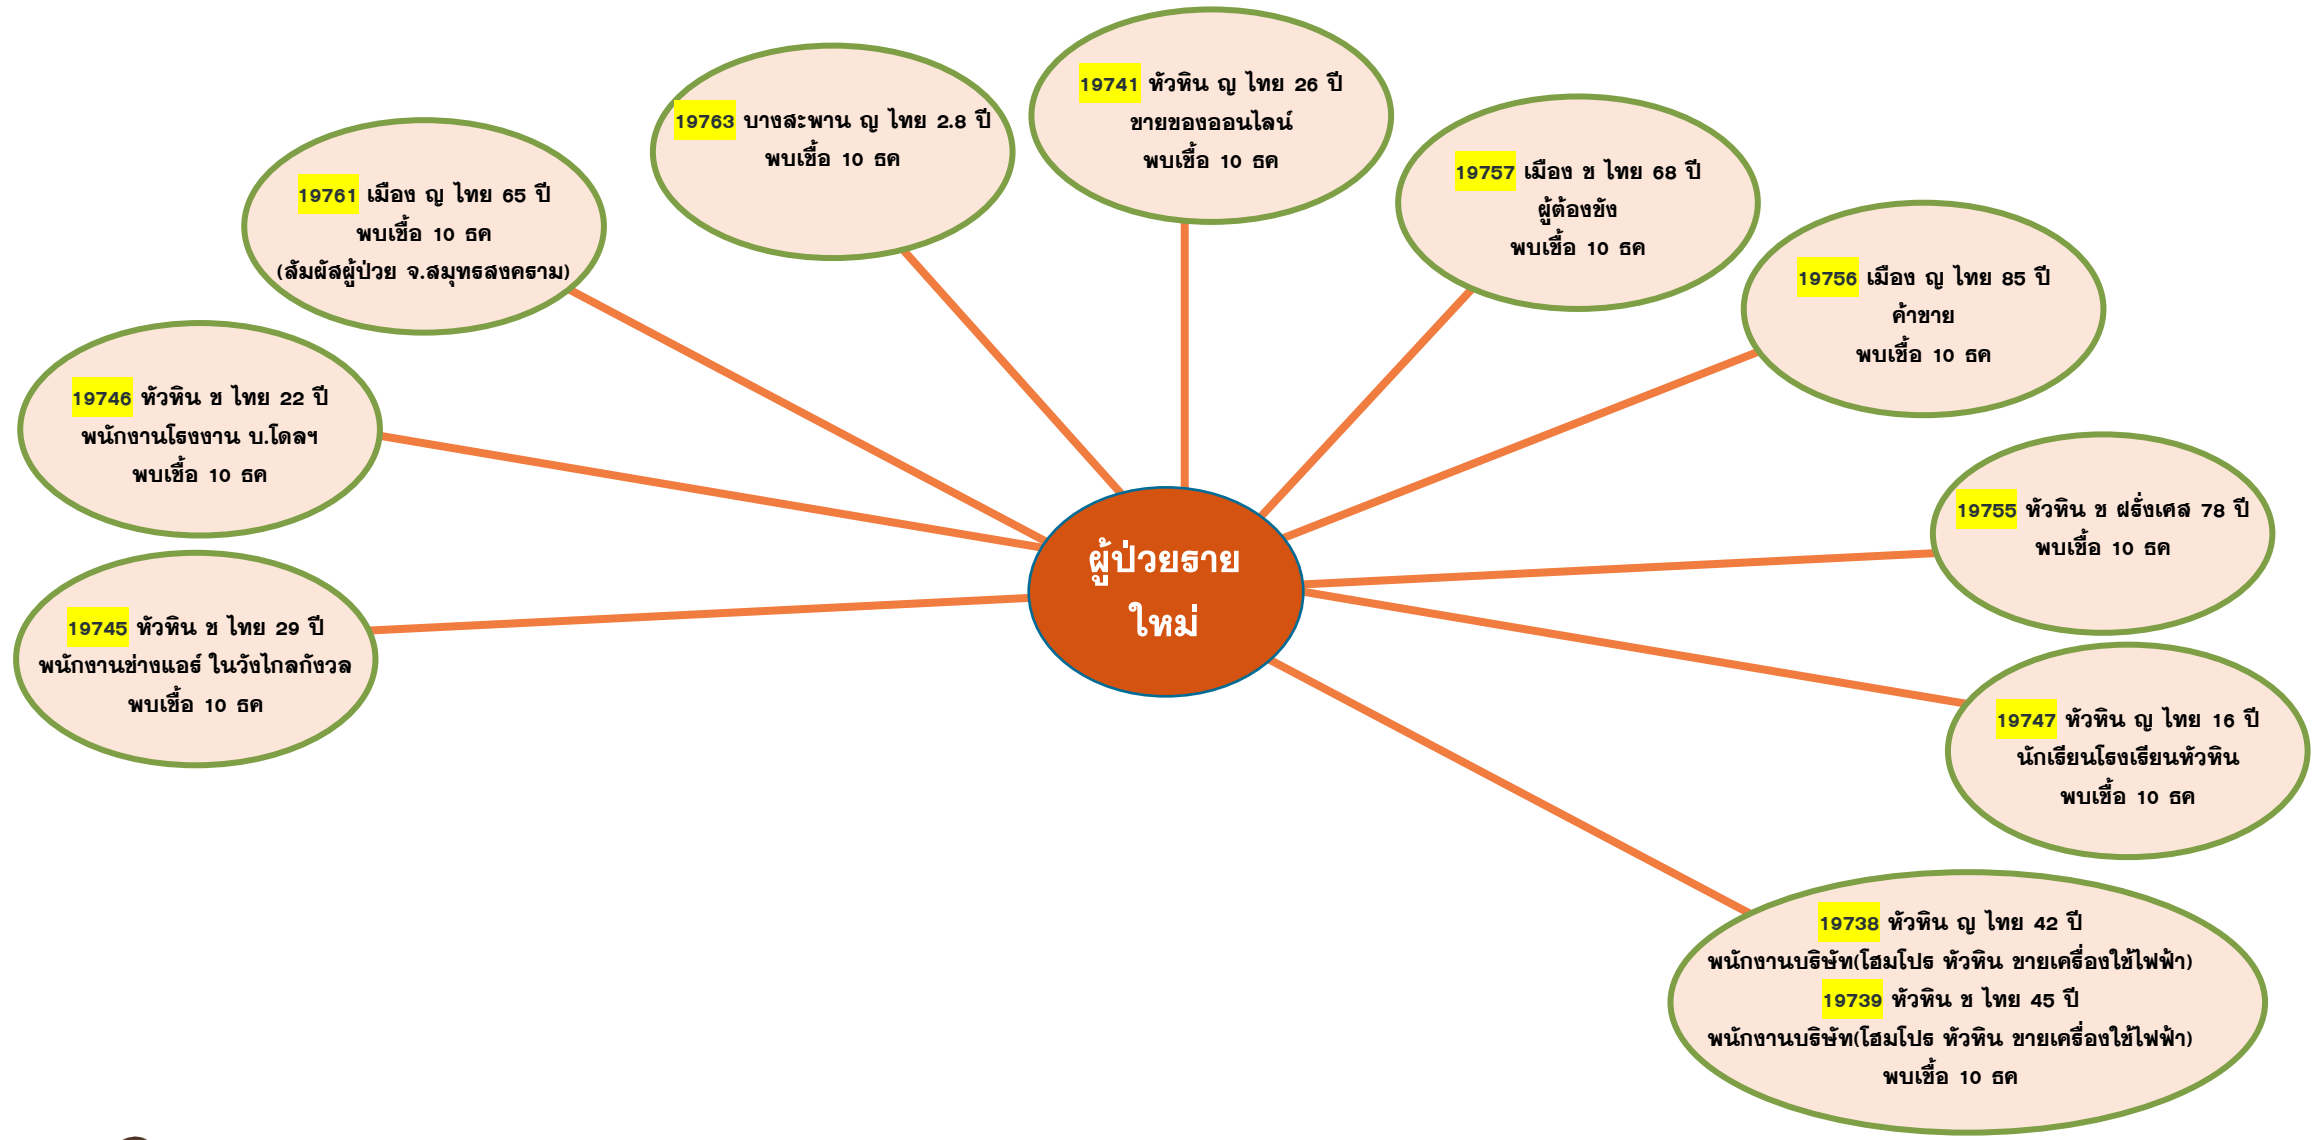 19741 หัวหิน ญ ไทย 26 ปี
ขายของออนไลน์
พบเชื้อ 10 ธค
19763 บางสะพาน ญ ไทย 2.8 ปี
พบเชื้อ 10 ธค
19757 เมือง ช ไทย 68 ปี
ผู้ต้องขัง
พบเชื้อ 10 ธค
19761 เมือง ญ ไทย 65 ปี
พบเชื้อ 10 ธค
(สัมผัสผู้ป่วย จ.สมุทรสงคราม)
19756 เมือง ญ ไทย 85 ปี
ค้าขาย
พบเชื้อ 10 ธค
19746 หัวหิน ช ไทย 22 ปี
พนักงานโรงงาน บ.โดลฯ
พบเชื้อ 10 ธค
19755 หัวหิน ช ฝรั่งเศส 78 ปี
พบเชื้อ 10 ธค
ผู้ป่วยราย
ใหม่
19745 หัวหิน ช ไทย 29 ปี
พนักงานช่างแอร์ ในวังไกลกังวล
พบเชื้อ 10 ธค
19747 หัวหิน ญ ไทย 16 ปี
นักเรียนโรงเรียนหัวหิน
พบเชื้อ 10 ธค
19738 หัวหิน ญ ไทย 42 ปี
พนักงานบริษัท(โฮมโปร หัวหิน ขายเครื่องใช้ไฟฟ้า)
19739 หัวหิน ช ไทย 45 ปี
พนักงานบริษัท(โฮมโปร หัวหิน ขายเครื่องใช้ไฟฟ้า)
พบเชื้อ 10 ธค